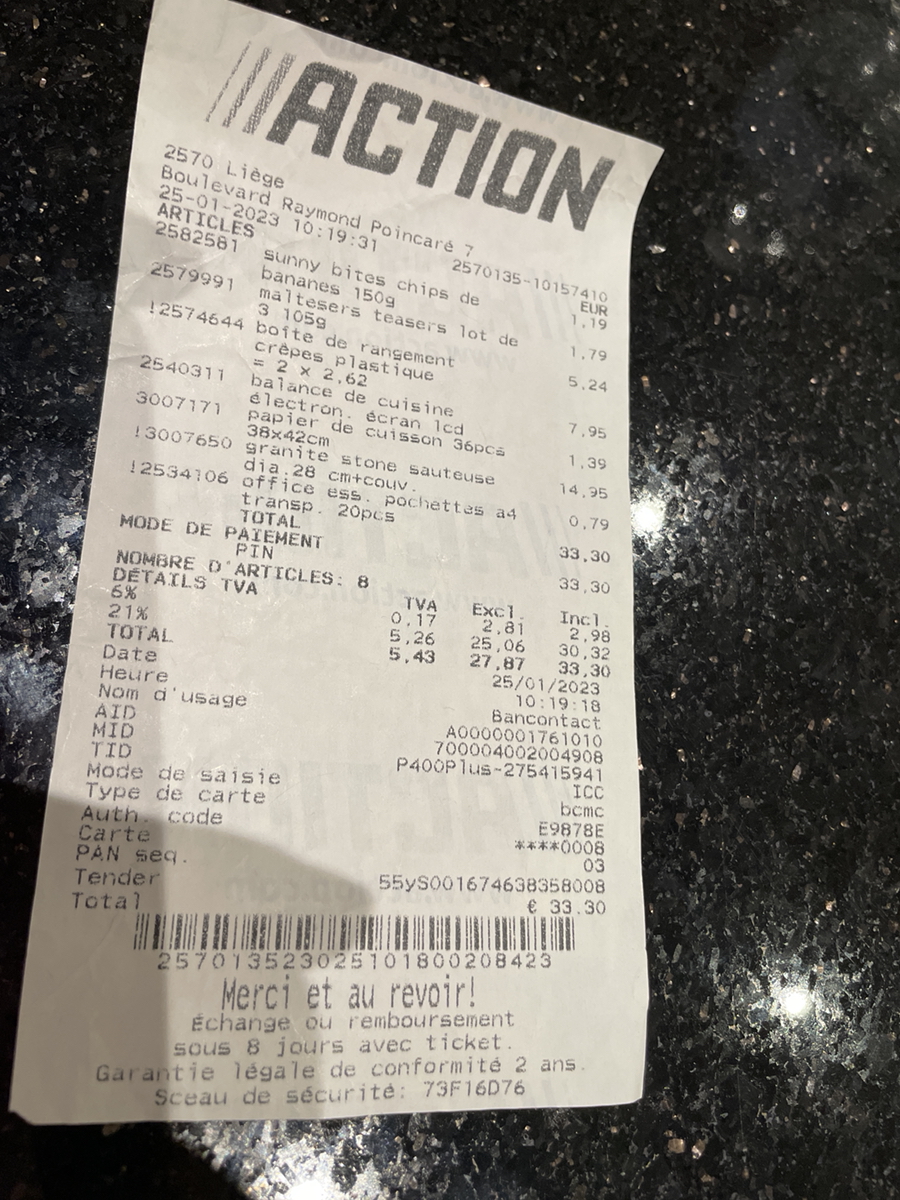 ///ACTION
2570 Liège
Boulevard Raymond Poincaré 7
25-01-2023 10:19:31 2570135-10157410
ARTICLES EUR
2582581 sunny bites chips de 1,19
bananes 150g
2579991 maltesers teasers lot de 1,79
3 105g
!2574644 boîte de rangement 5,24
crêpes plastique
= 2 x 2,62
2540311 balance de cuisine 7,95
électron. écran lcd
3007171 papier de cuisson 36pcs 1,39
38x42cm
!3007650 granite stone sauteuse 14,95
dia.28 cm+couv.
!2534106 office ess. pochettes a4 0,79
transp. 20pcs
TOTAL 33,30
MODE DE PAIEMENT
PIN 33,30
NOMBRE D'ARTICLES: 8
DÉTAILS TVA TVA Excl. Incl.
6% 0,17 2,81 2,98
21% 5,26 25,06 30,32
TOTAL 5,43 27,87 33,30
Date 25/01/2023
Heure 10:19:18
Nom d'usage Bancontact
AID A0000001761010
MID 700004002004908
TID P400Plus-275415941
Mode de saisie ICC
Type de carte bcmc
Auth. code E9878E
Carte ****0008
PAN seq. 03
Tender 55yS001674638358008
Total € 33.30
257013523025101800208423
Merci et au revoir!
Échange ou remboursement
sous 8 jours avec ticket.
Garantie légale de conformité 2 ans.
Sceau de sécurité: 73F16D76